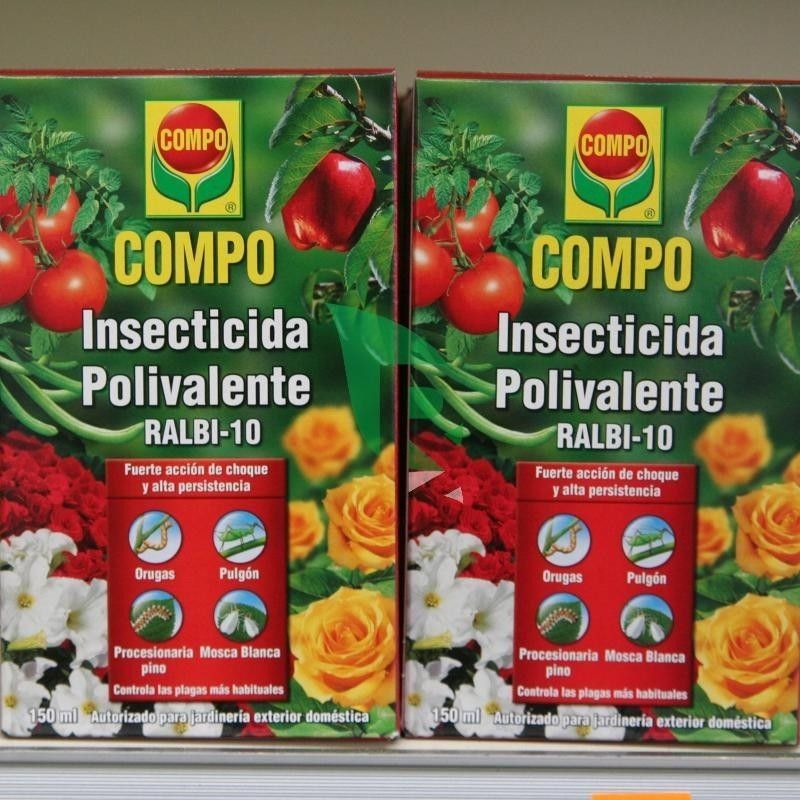 COMPO
®
COMPO
Insecticida
Polivalente
RALBI-10
Fuerte acción de choque
y alta persistencia
Orugas
Pulgón
Procesionaria
pino
Mosca Blanca
Controla las plagas más habituales
150 ml
Autorizado para jardinería exterior doméstica
COMPO
®
COMPO
Insecticida
Polivalente
RALBI-10
Fuerte acción de choque
y alta persistencia
Orugas
Pulgón
Procesionaria
pino
Mosca Blanca
Controla las plagas más habituales
150 ml
Autorizado para jardinería exterior doméstica